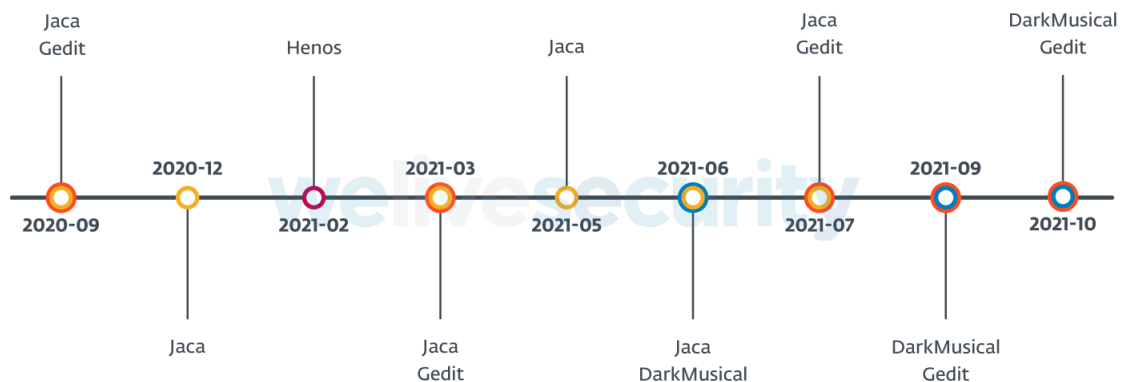 Jaca
Gedit
Henos
Jaca
Jaca
Gedit
DarkMusical
Gedit
2020-12
2021-03
2021-06
2021-09
welivesecurity
2020-09
2021-02
2021-05
2021-07
2021-10
Jaca
Jaca
Gedit
Jaca
DarkMusical
DarkMusical
Gedit